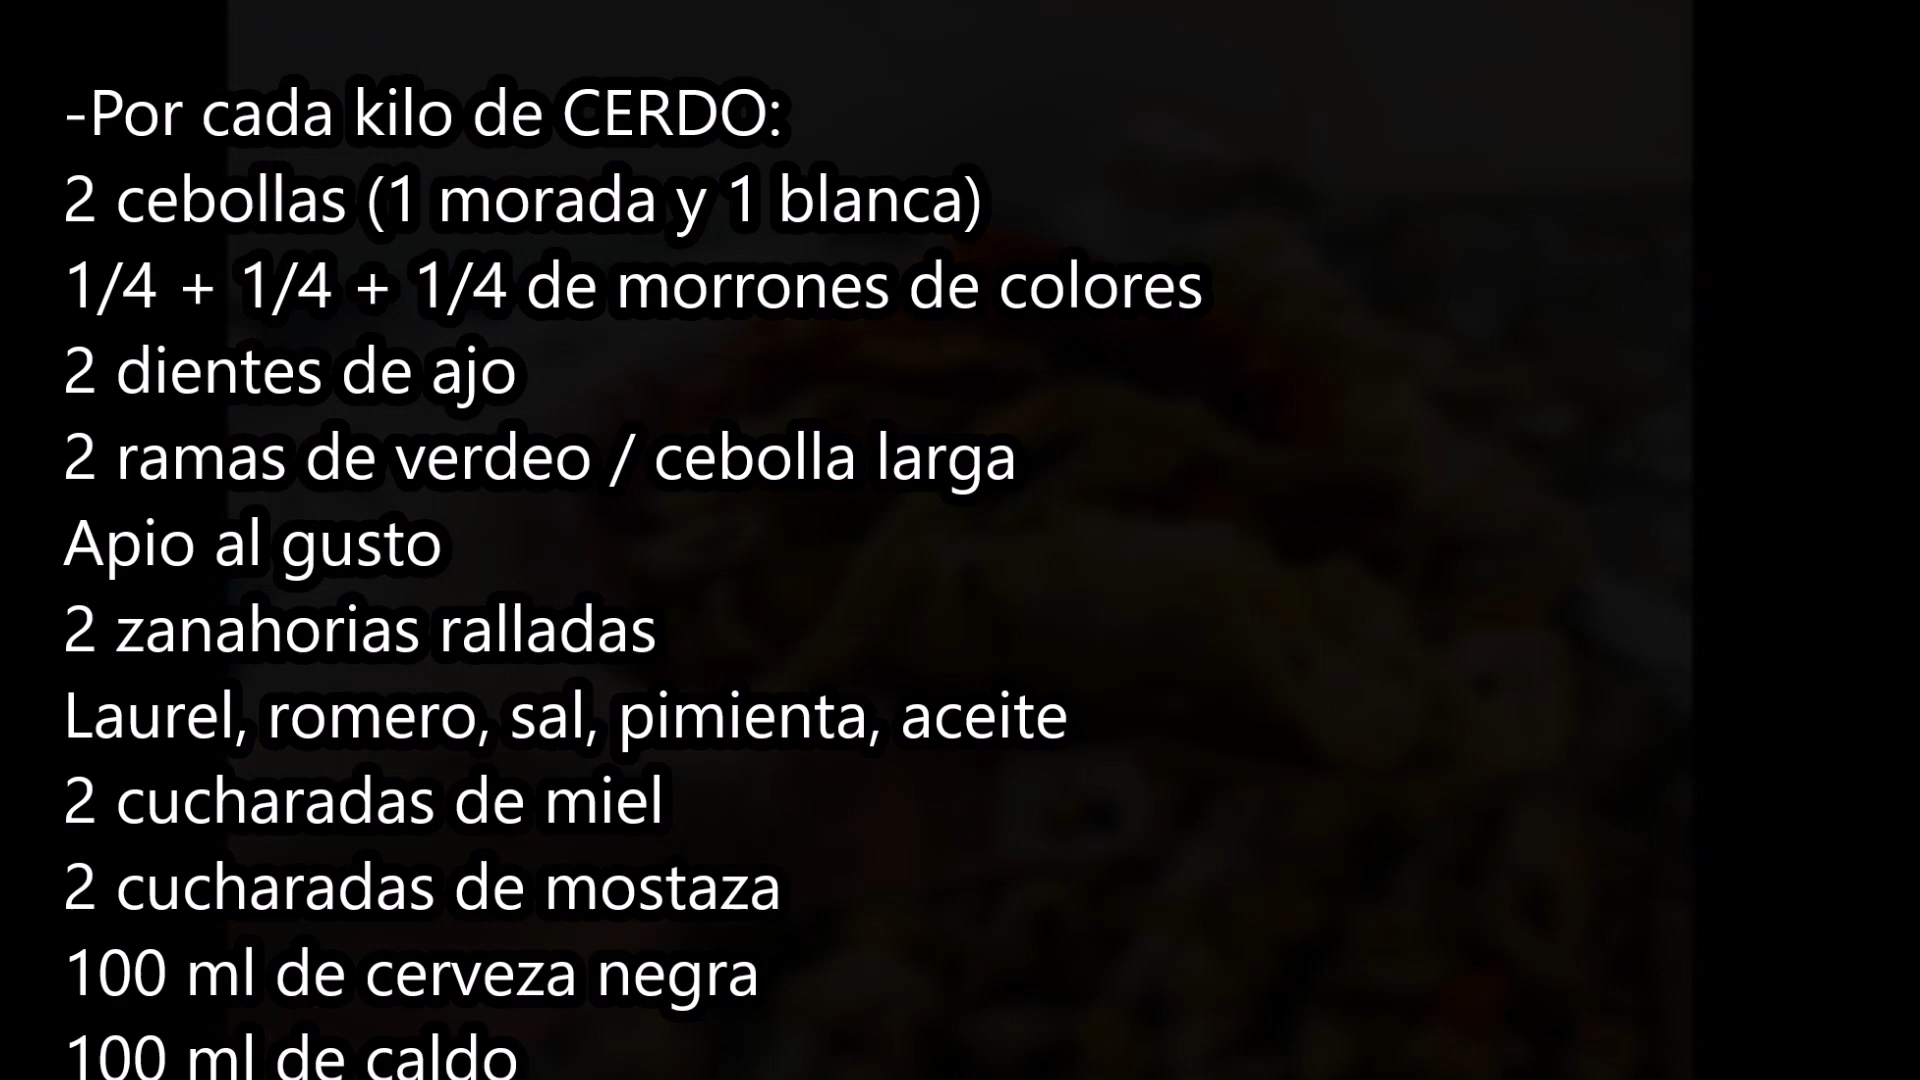 -Por cada kilo de CERDO:
2 cebollas (1 morada y 1 blanca)
1/4 + 1/4 + 1/4 de morrones de colores
2 dientes de ajo
2 ramas de verdeo / cebolla larga
Apio al gusto
2 zanahorias ralladas
Laurel, romero, sal, pimienta, aceite
2 cucharadas de miel
2 cucharadas de mostaza
100 ml de cerveza negra
100 ml de caldo